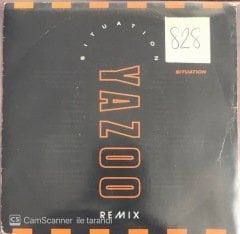 828
SITUATION
YAZOO
SITUATION
REMIX
CS CamScanner ile tarandı